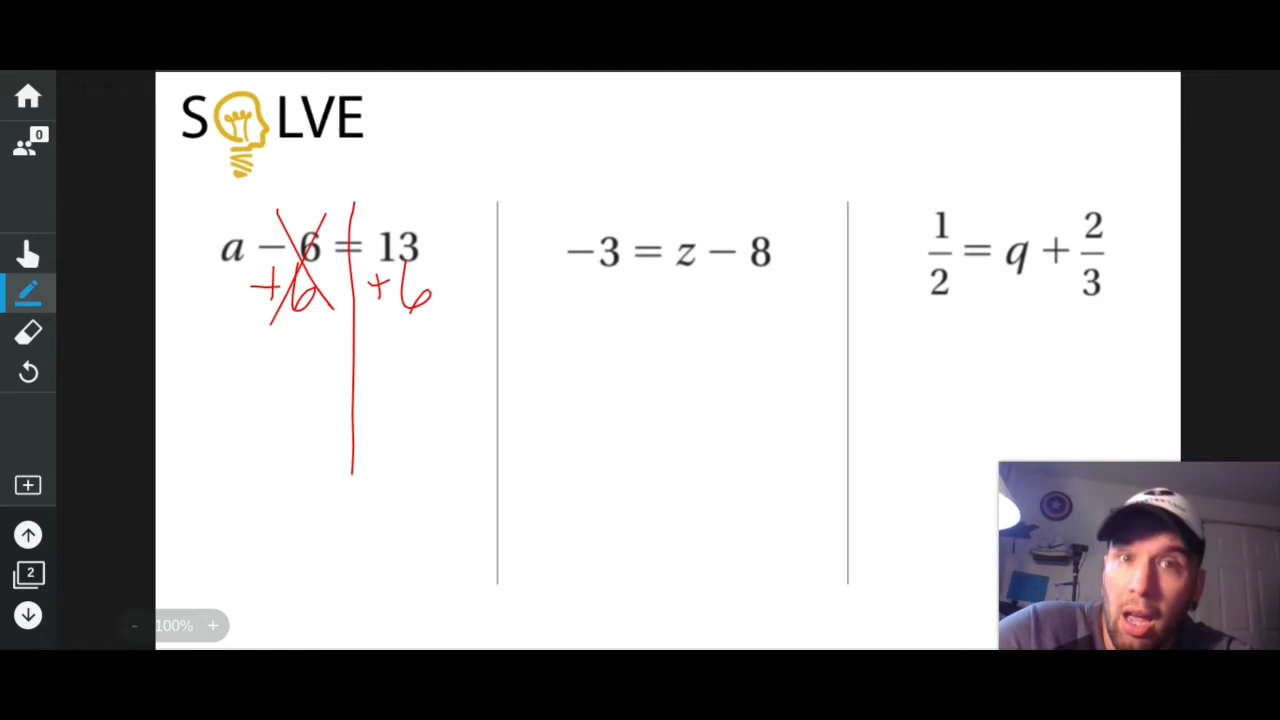 0
SOLVE
a − 6 = 13
+6 +6
−3 = z − 8
1/2 = q + 2/3
2
- 100% +